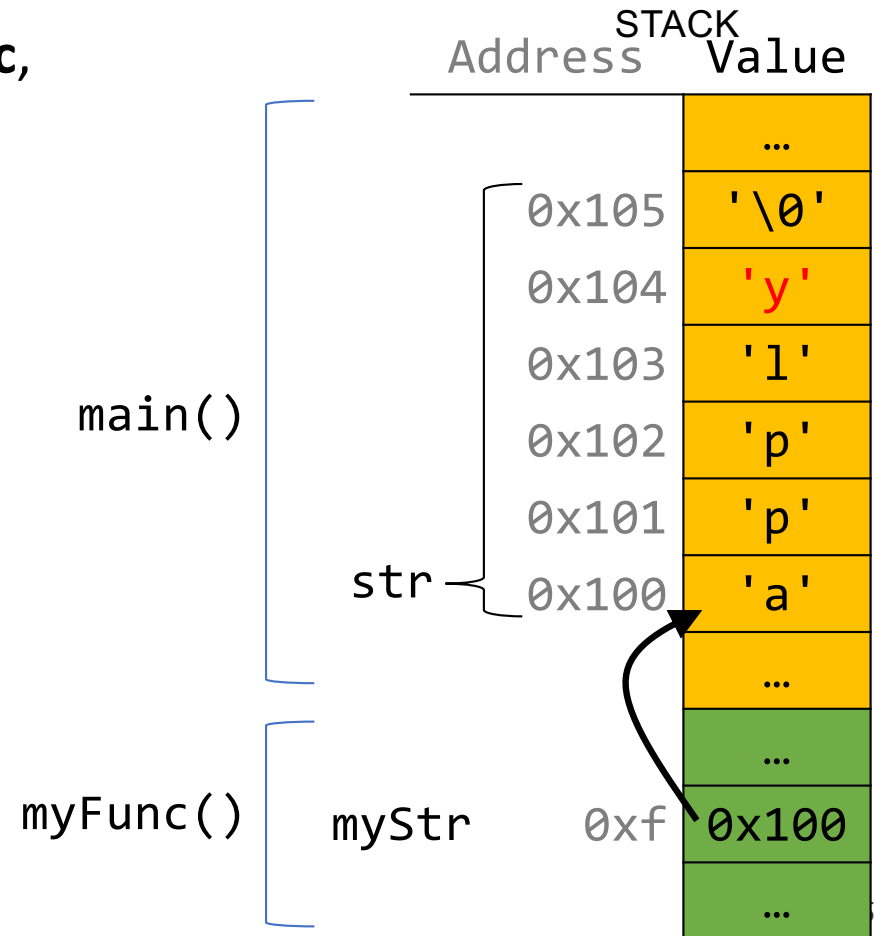 STACK
c,
Address Value
…
0x105 '\0'
0x104 'y'
0x103 'l'
main()
0x102 'p'
0x101 'p'
str 0x100 'a'
…
…
myFunc() myStr 0xf 0x100
…